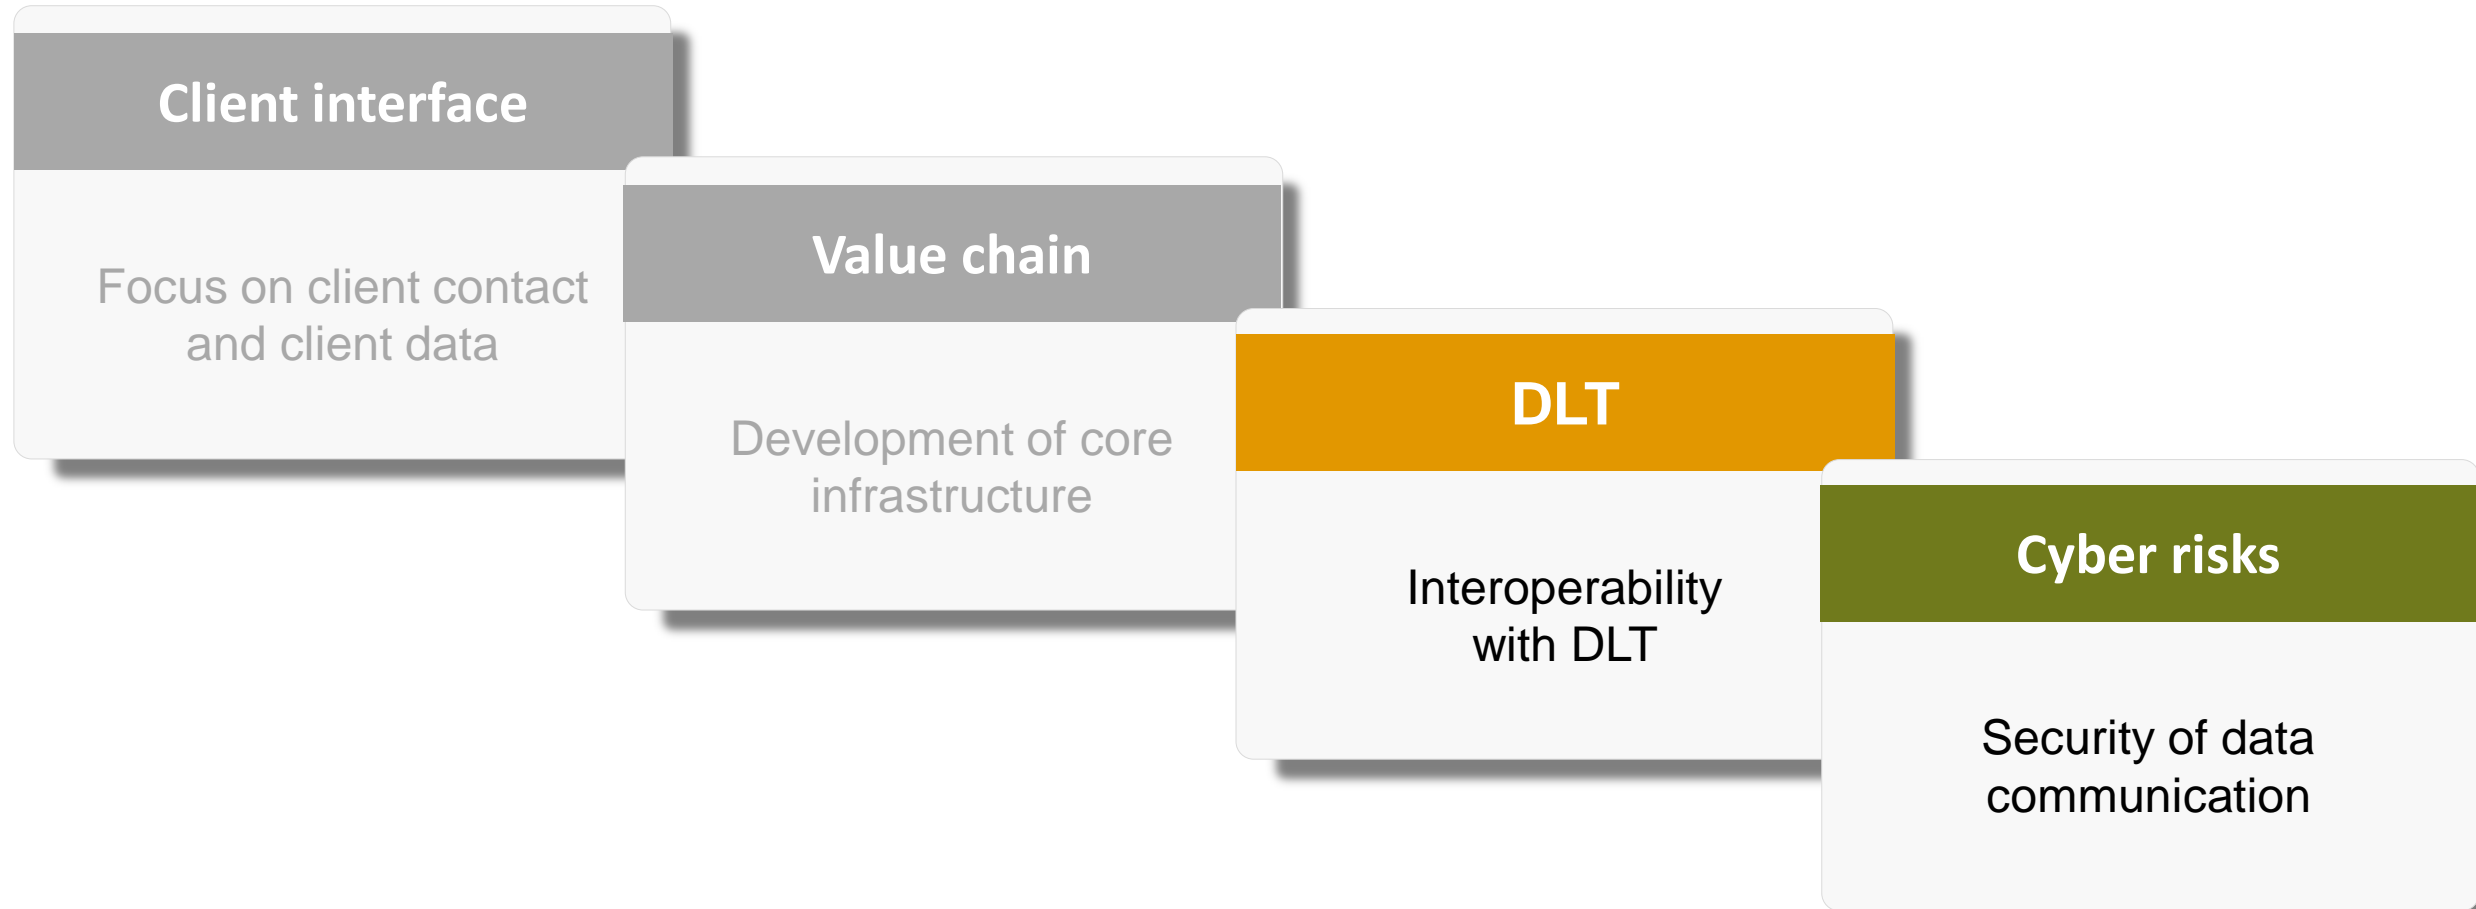 Client interface
Focus on client contact
and client data
Value chain
Development of core
infrastructure
DLT
Interoperability
with DLT
Cyber risks
Security of data
communication